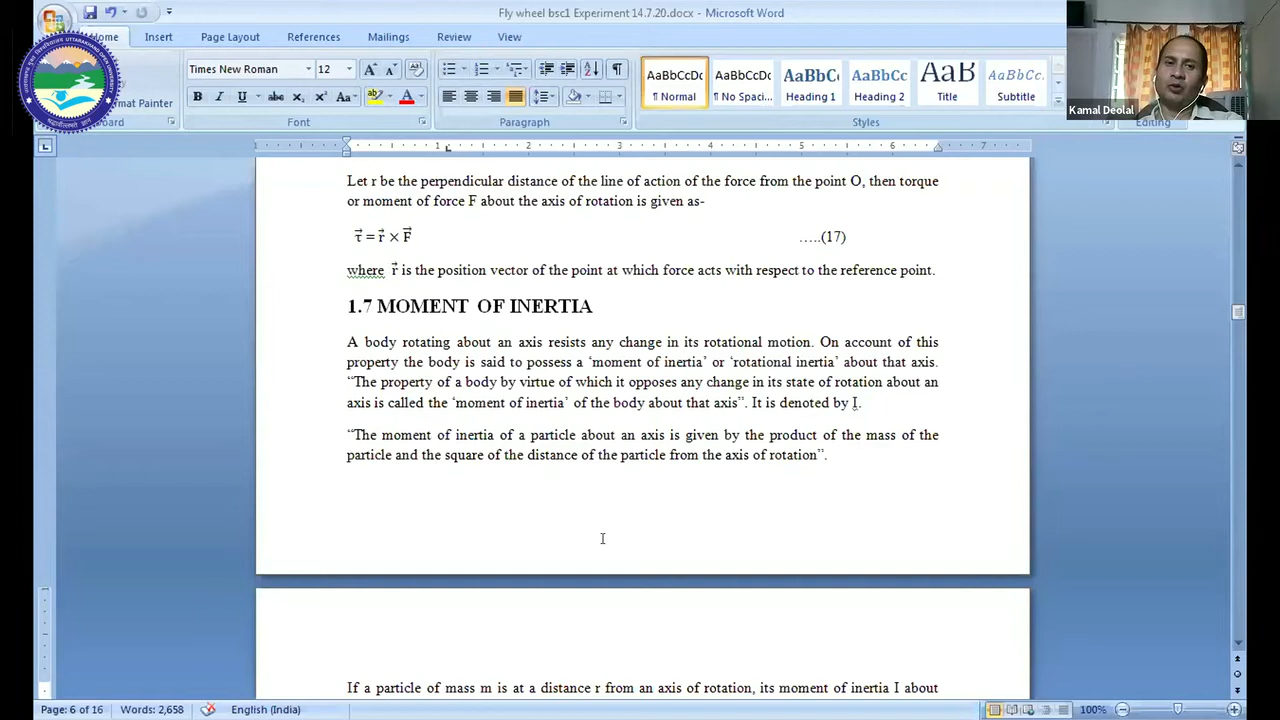 Fly wheel bsc1 Experiment 14.7.20.docx - Microsoft Word
Home Insert Page Layout References Mailings Review View
Times New Roman 12
AaBbCcDc AaBbCcDc AaBbC AaBbCc AaB AaBbCc.
¶ Normal ¶ No Spaci... Heading 1 Heading 2 Title Subtitle
Format Painter
Font Paragraph Styles Editing
Kamal Deolal
1 1 2 3 4 5 6 7
Let r be the perpendicular distance of the line of action of the force from the point O, then torque
or moment of force F about the axis of rotation is given as-
τ⃗ = r⃗ × F⃗ …..(17)
where r⃗ is the position vector of the point at which force acts with respect to the reference point.
1.7 MOMENT OF INERTIA
A body rotating about an axis resists any change in its rotational motion. On account of this
property the body is said to possess a ‘moment of inertia’ or ‘rotational inertia’ about that axis.
“The property of a body by virtue of which it opposes any change in its state of rotation about an
axis is called the ‘moment of inertia’ of the body about that axis”. It is denoted by I.
“The moment of inertia of a particle about an axis is given by the product of the mass of the
particle and the square of the distance of the particle from the axis of rotation”.
If a particle of mass m is at a distance r from an axis of rotation, its moment of inertia I about
Page: 6 of 16 Words: 2,658 English (India) 100%